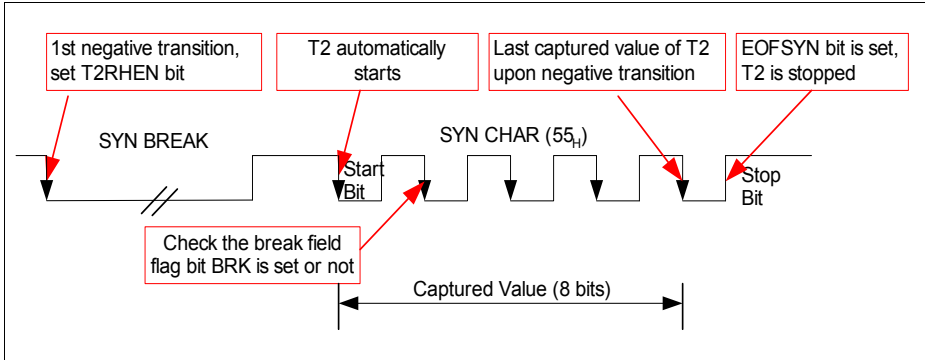 1st negative transition,
set T2RHEN bit
T2 automatically
starts
Last captured value of T2
upon negative transition
EOFSYN bit is set,
T2 is stopped
SYN BREAK
SYN CHAR (55H)
Start
Bit
Stop
Bit
Check the break field
flag bit BRK is set or not
Captured Value (8 bits)